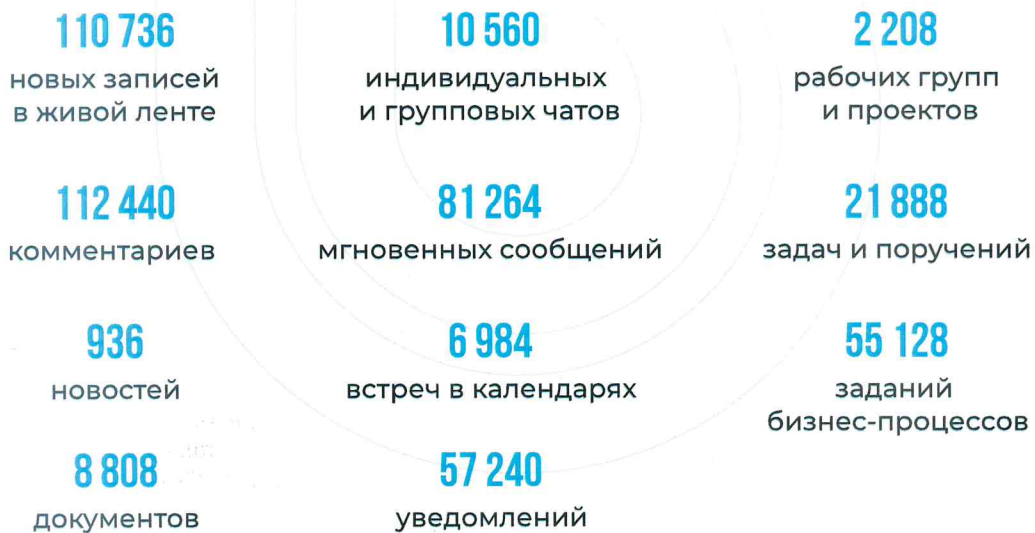 110 736
новых записей
в живой ленте
10 560
индивидуальных
и групповых чатов
2 208
рабочих групп
и проектов
112 440
комментариев
81 264
мгновенных сообщений
21 888
задач и поручений
936
новостей
6 984
встреч в календарях
55 128
заданий
бизнес-процессов
8 808
документов
57 240
уведомлений